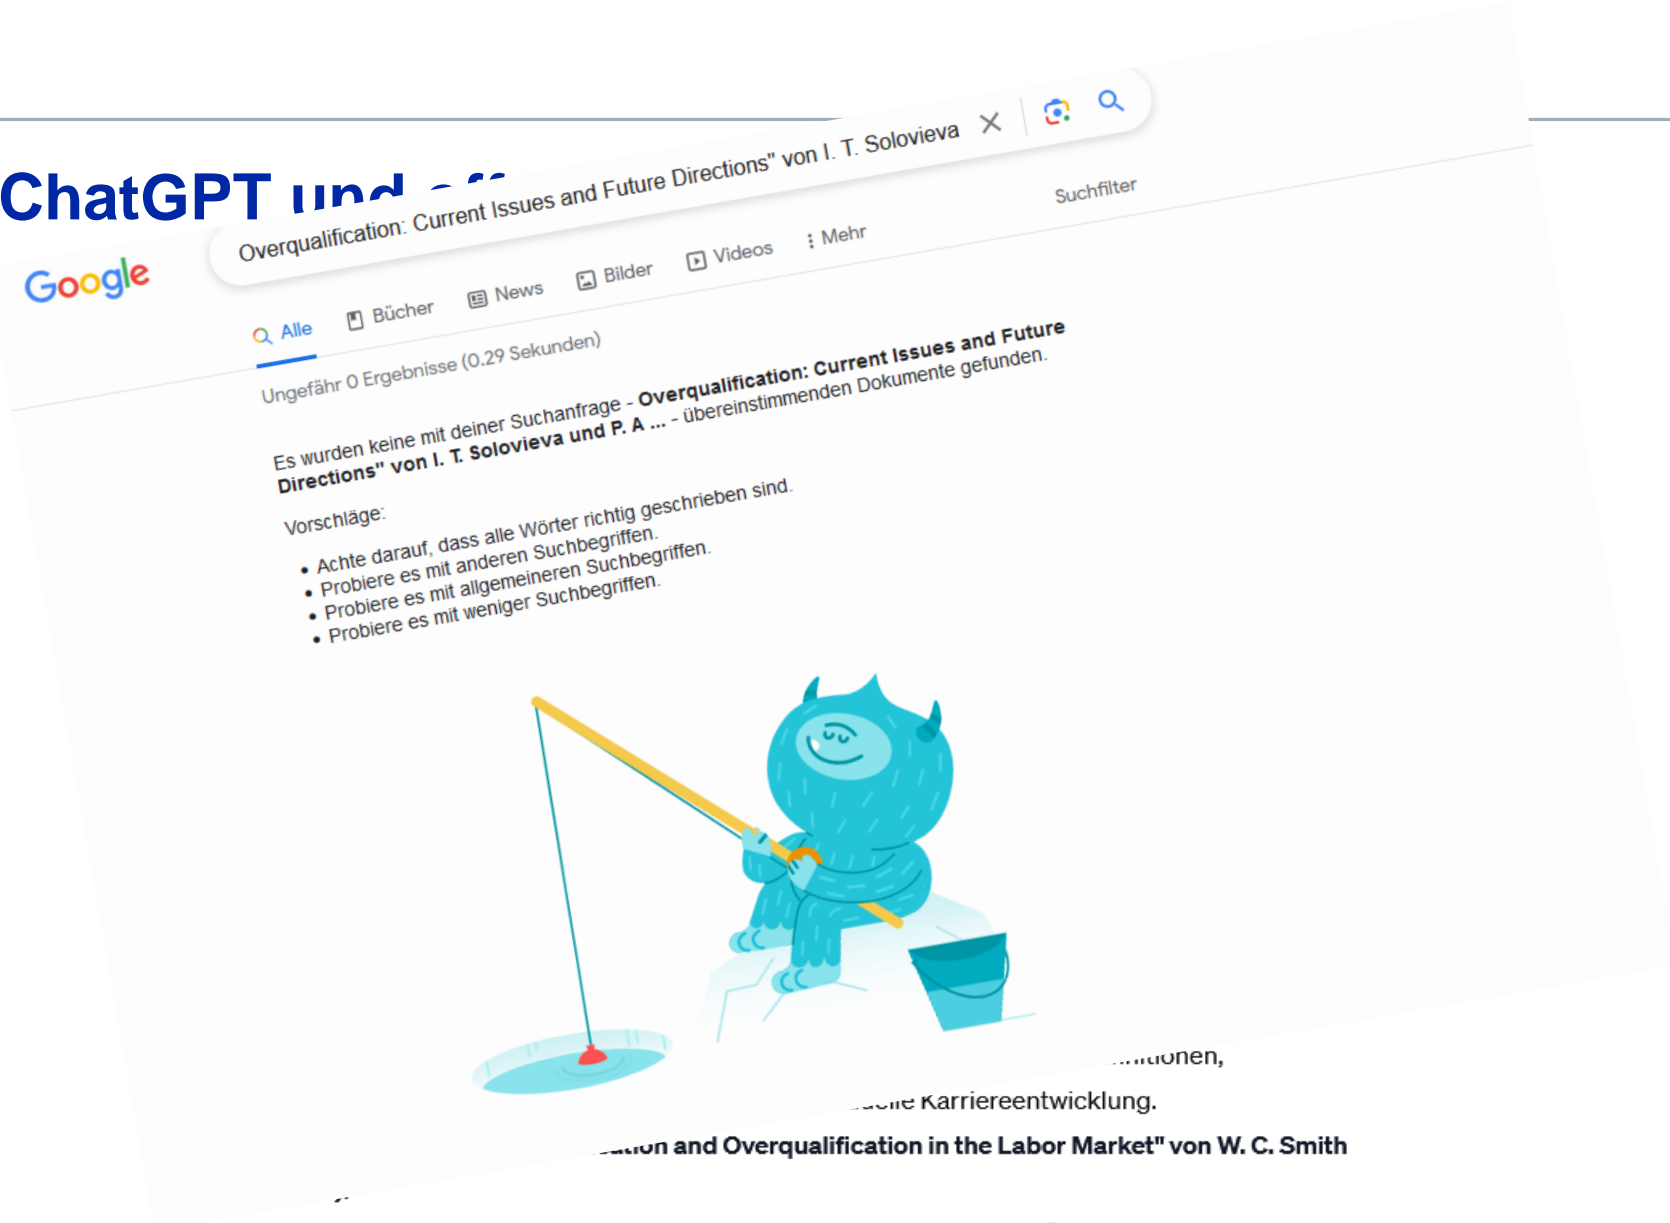 ChatGPT und
Overqualification: Current Issues and Future Directions" von I. T. Solovieva
Google
Suchfilter
Alle Bücher News Bilder Videos Mehr
Ungefähr 0 Ergebnisse (0.29 Sekunden)
Es wurden keine mit deiner Suchanfrage - Overqualification: Current Issues and Future
Directions" von I. T. Solovieva und P. A ... - übereinstimmenden Dokumente gefunden.
Vorschläge:
• Achte darauf, dass alle Wörter richtig geschrieben sind.
• Probiere es mit anderen Suchbegriffen.
• Probiere es mit allgemeineren Suchbegriffen.
• Probiere es mit weniger Suchbegriffen.
Karriereentwicklung.
and Overqualification in the Labor Market" von W. C. Smith